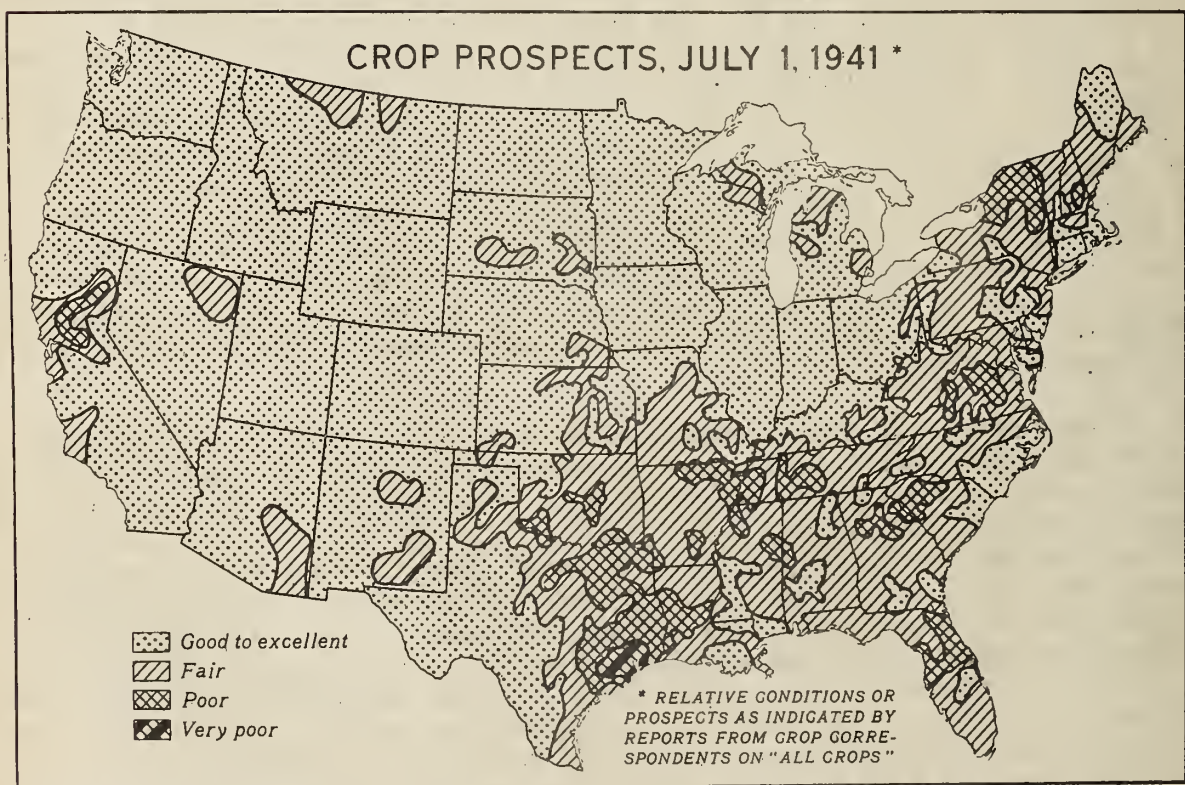 CROP PROSPECTS, JULY 1, 1941 *
Good to excellent
Fair
Poor
Very poor
* RELATIVE CONDITIONS OR
PROSPECTS AS INDICATED BY
REPORTS FROM CROP CORRE-
SPONDENTS ON "ALL CROPS"